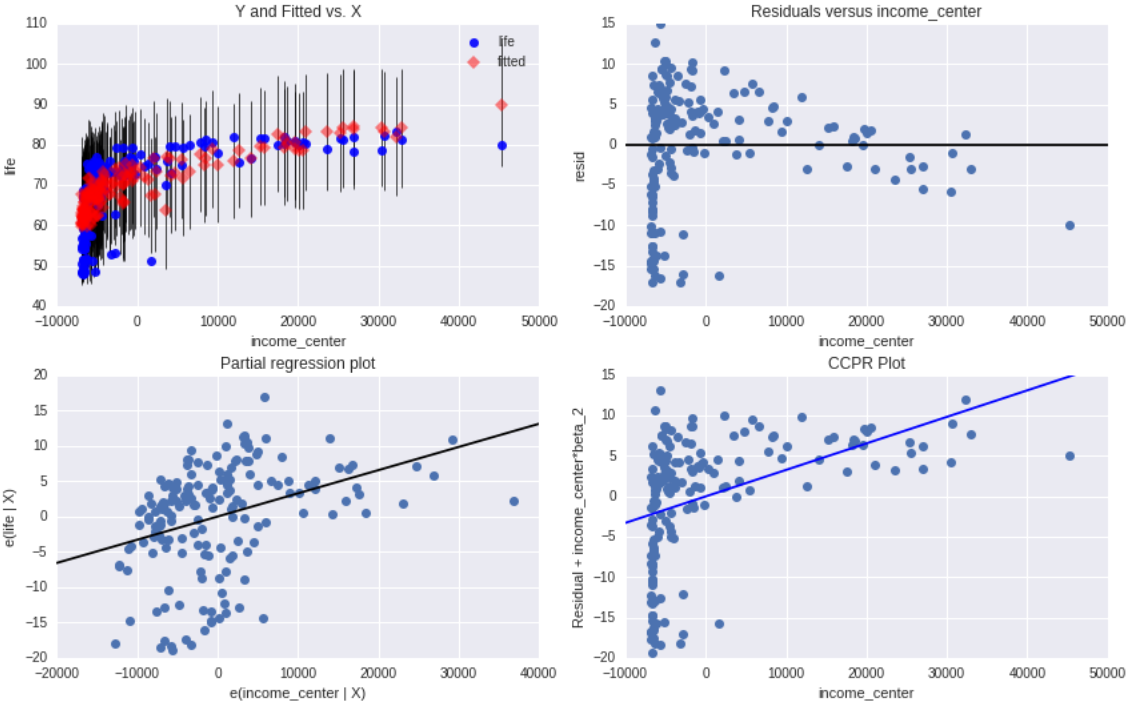 Y and Fitted vs. X
110
100
90
80
70
60
50
40
life
life
fitted
−10000 0 10000 20000 30000 40000 50000
income_center
Residuals versus income_center
15
10
5
0
−5
−10
−15
−20
resid
−10000 0 10000 20000 30000 40000 50000
income_center
Partial regression plot
20
15
10
5
0
−5
−10
−15
−20
e(life | X)
−20000 −10000 0 10000 20000 30000 40000
e(income_center | X)
CCPR Plot
15
10
5
0
−5
−10
−15
−20
Residual + income_center*beta_2
−10000 0 10000 20000 30000 40000 50000
income_center